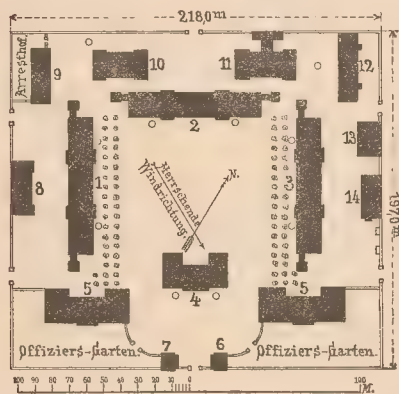 218,0 m
Arresthof.
9
10
11
12
2
13
1
3
197,0 m
Herrschende
Windrichtung.
N.
8
14
4
5
5
7
6
Offiziers-Garten.
Offiziers-Garten.
100 90 80 70 60 50 40 30 20 10 0
100
M.